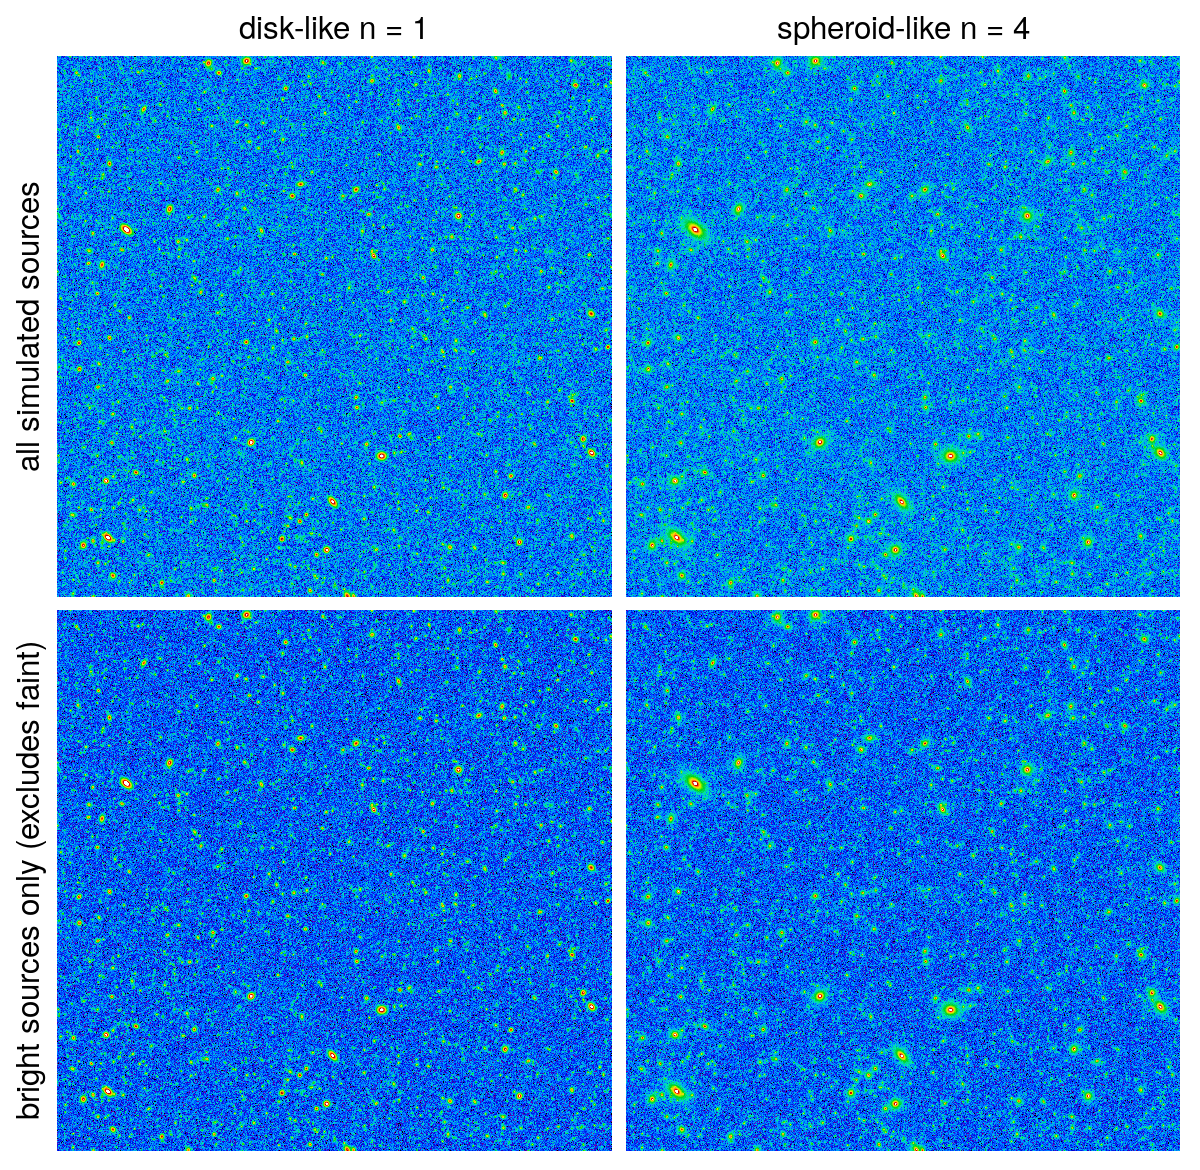 disk-like n = 1
spheroid-like n = 4
all simulated sources
bright sources only (excludes faint)